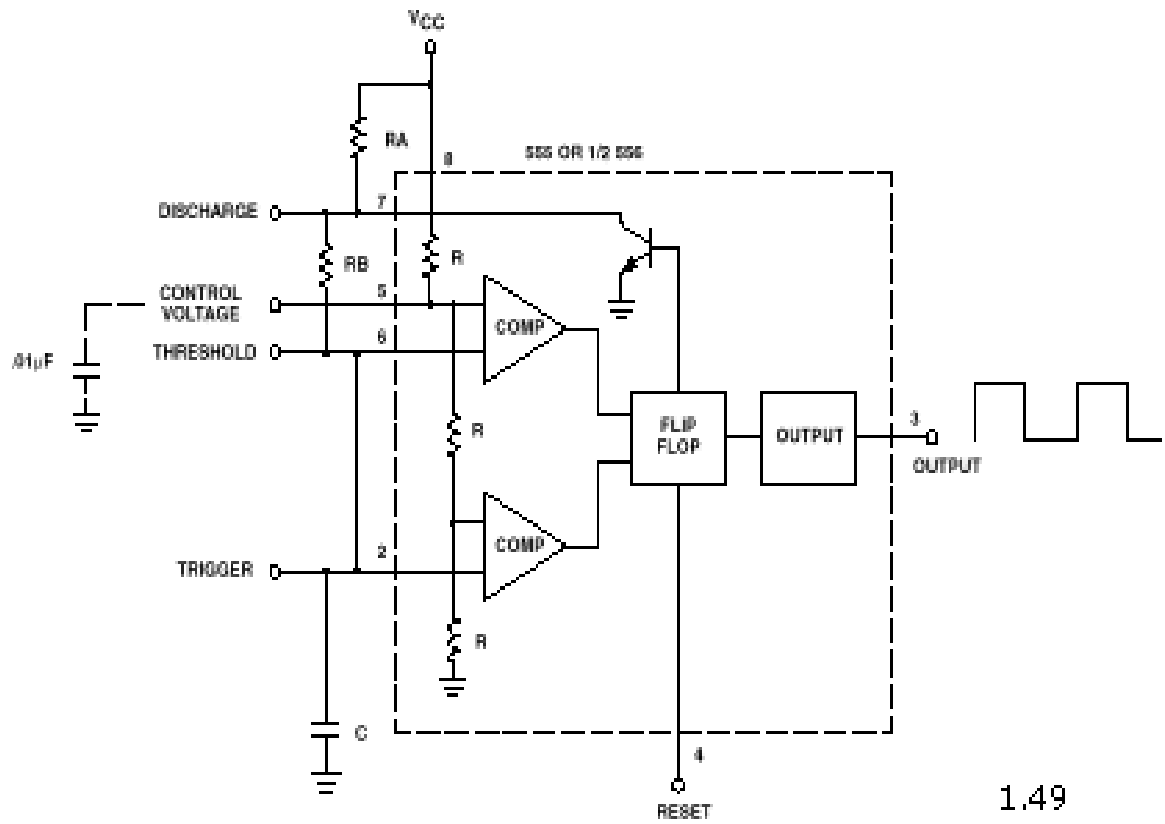 VCC
RA
8
555 OR 1/2 556
DISCHARGE
7
RB
R
CONTROL
VOLTAGE
5
COMP
THRESHOLD
6
.01µF
R
FLIP
FLOP
OUTPUT
3
OUTPUT
COMP
TRIGGER
2
R
C
4
RESET
1.49